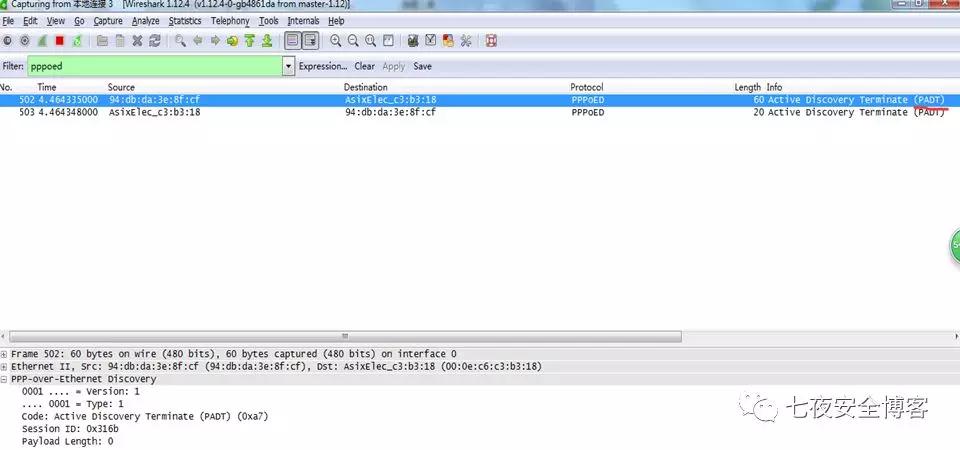 Capturing from 本地连接 3 [Wireshark 1.12.4 (v1.12.4-0-gb4861da from master-1.12)]
File Edit View Go Capture Analyze Statistics Telephony Tools Internals Help
Filter: pppoed Expression... Clear Apply Save
No. Time Source Destination Protocol Length Info
502 4.464335000 94:db:da:3e:8f:cf AsixElec_c3:b3:18 PPPoED 60 Active Discovery Terminate (PADT)
503 4.464348000 AsixElec_c3:b3:18 94:db:da:3e:8f:cf PPPoED 20 Active Discovery Terminate (PADT)
Frame 502: 60 bytes on wire (480 bits), 60 bytes captured (480 bits) on interface 0
Ethernet II, Src: 94:db:da:3e:8f:cf (94:db:da:3e:8f:cf), Dst: AsixElec_c3:b3:18 (00:0e:c6:c3:b3:18)
PPP-over-Ethernet Discovery
0001 .... = Version: 1
.... 0001 = Type: 1
Code: Active Discovery Terminate (PADT) (0xa7)
Session ID: 0x316b
Payload Length: 0
七夜安全博客